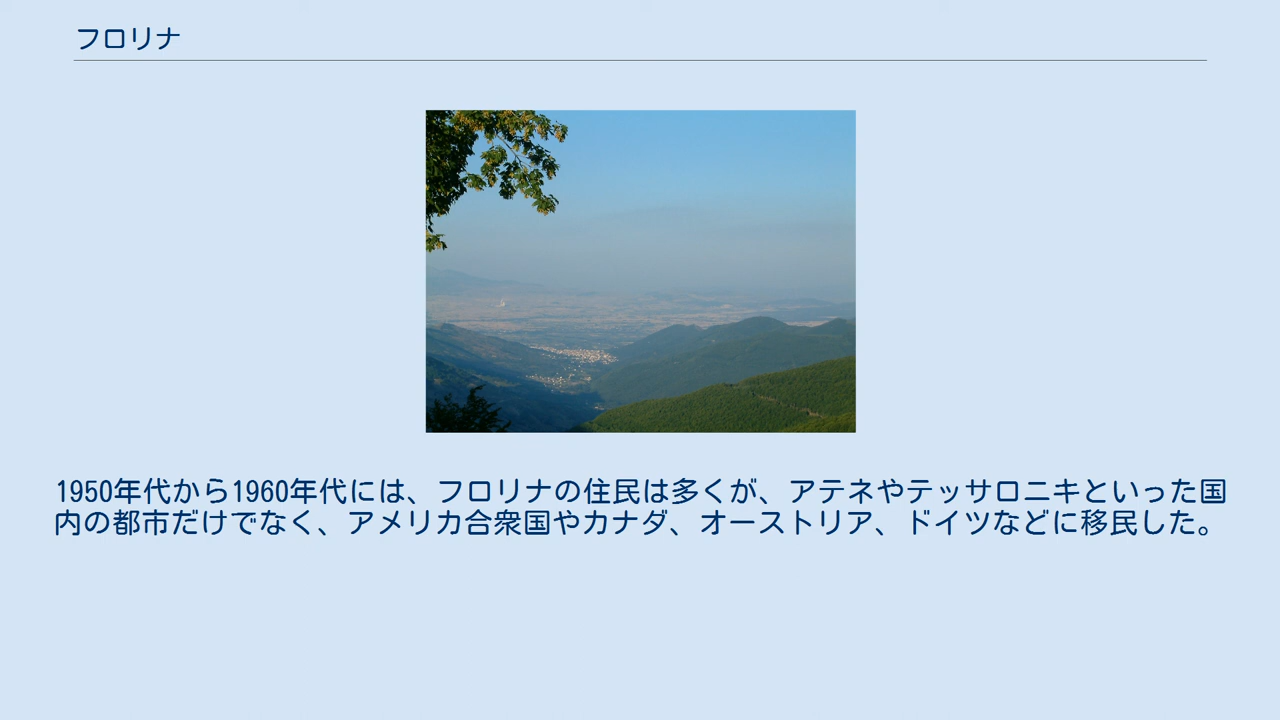 フロリナ
1950年代から1960年代には、フロリナの住民は多くが、アテネやテッサロニキといった国
内の都市だけでなく、アメリカ合衆国やカナダ、オーストリア、ドイツなどに移民した。